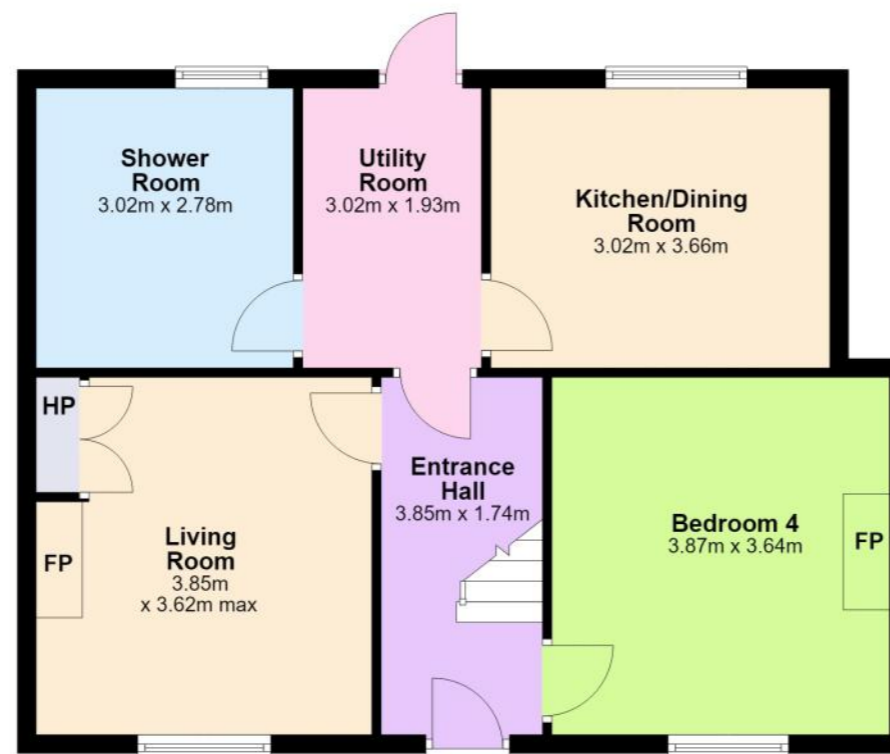 Shower
Room
3.02m x 2.78m
Utility
Room
3.02m x 1.93m
Kitchen/Dining
Room
3.02m x 3.66m
HP
FP
Living
Room
3.85m
x 3.62m max
Entrance
Hall
3.85m x 1.74m
Bedroom 4
3.87m x 3.64m
FP